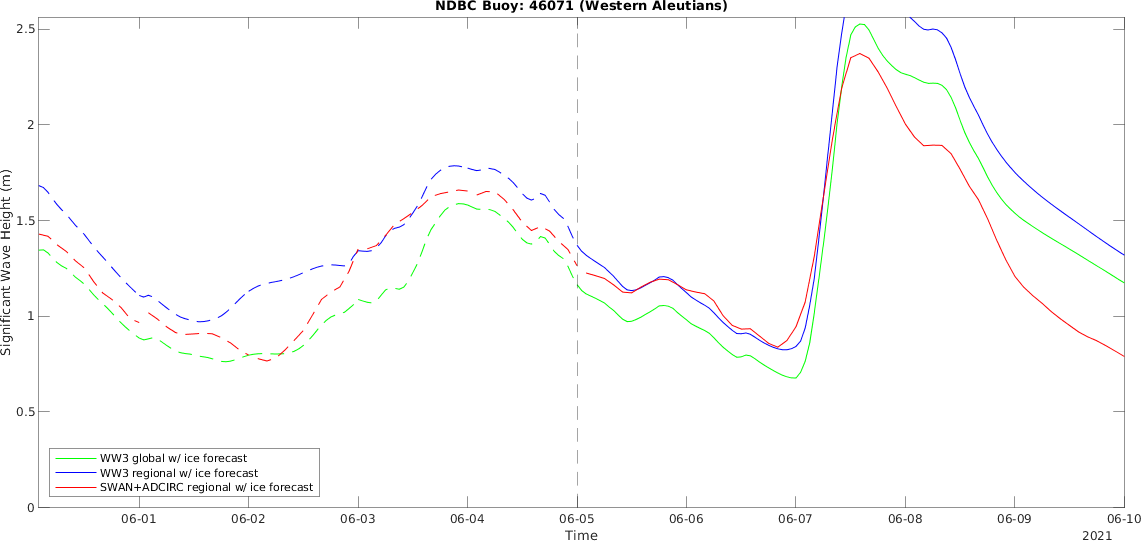 NDBC Buoy: 46071 (Western Aleutians)
Significant Wave Height (m)
2.5
2
1.5
1
0.5
0
WW3 global w/ ice forecast
WW3 regional w/ ice forecast
SWAN+ADCIRC regional w/ ice forecast
06-01 06-02 06-03 06-04 06-05 06-06 06-07 06-08 06-09 06-10
Time
2021